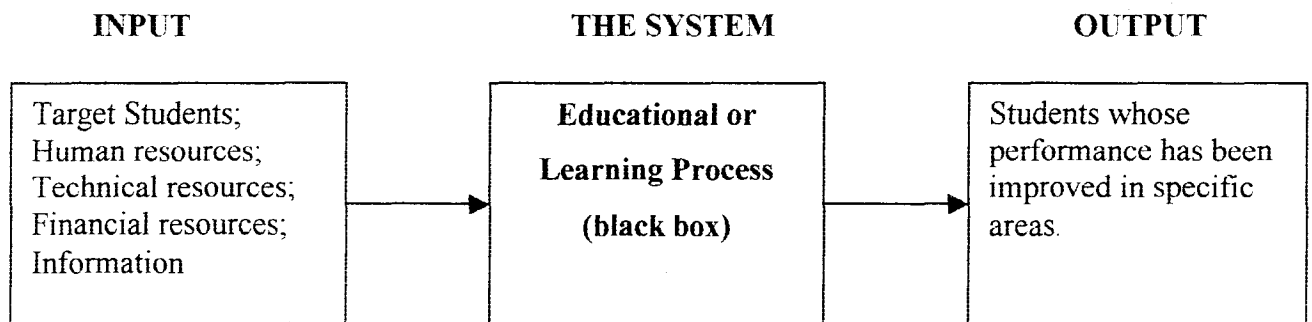 INPUT
THE SYSTEM
OUTPUT
Target Students;
Human resources;
Technical resources;
Financial resources;
Information
Educational or
Learning Process
(black box)
Students whose
performance has been
improved in specific
areas.